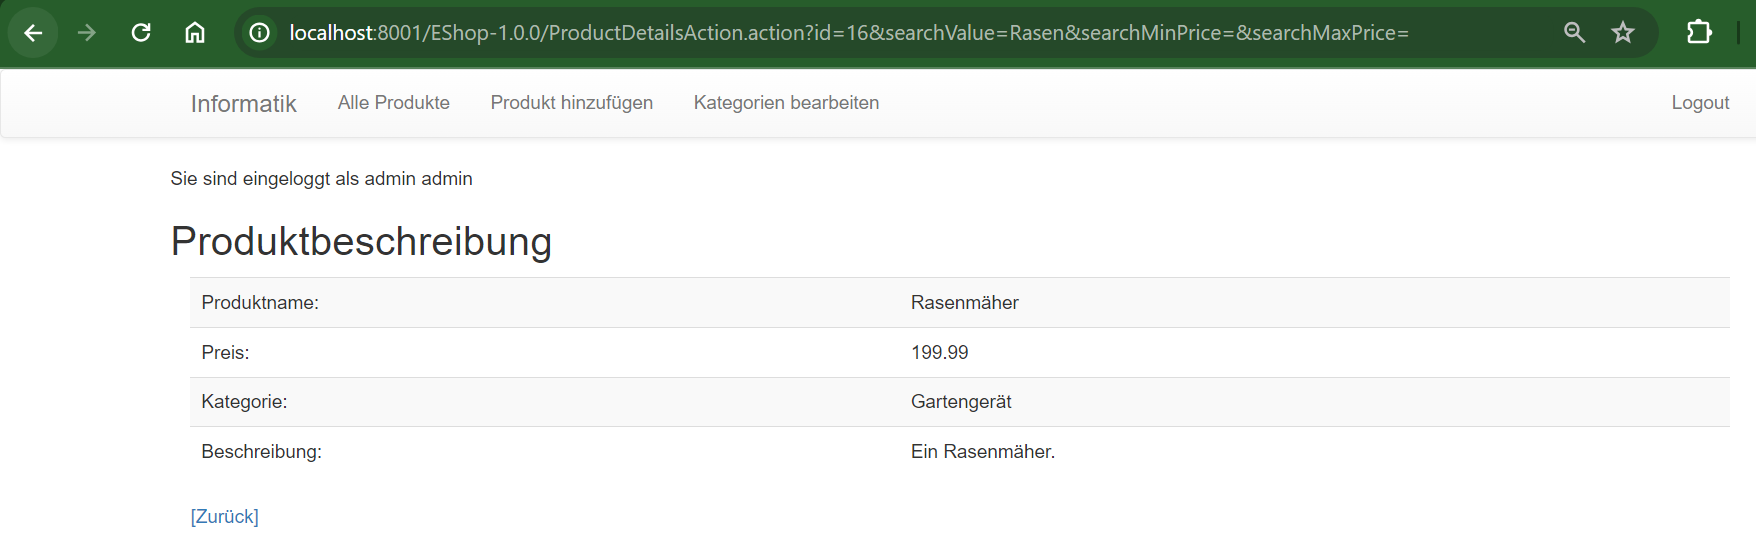 localhost:8001/EShop-1.0.0/ProductDetailsAction.action?id=16&searchValue=Rasen&searchMinPrice=&searchMaxPrice=
Informatik Alle Produkte Produkt hinzufügen Kategorien bearbeiten Logout
Sie sind eingeloggt als admin admin
Produktbeschreibung
Produktname: Rasenmäher
Preis: 199.99
Kategorie: Gartengerät
Beschreibung: Ein Rasenmäher.
[Zurück]